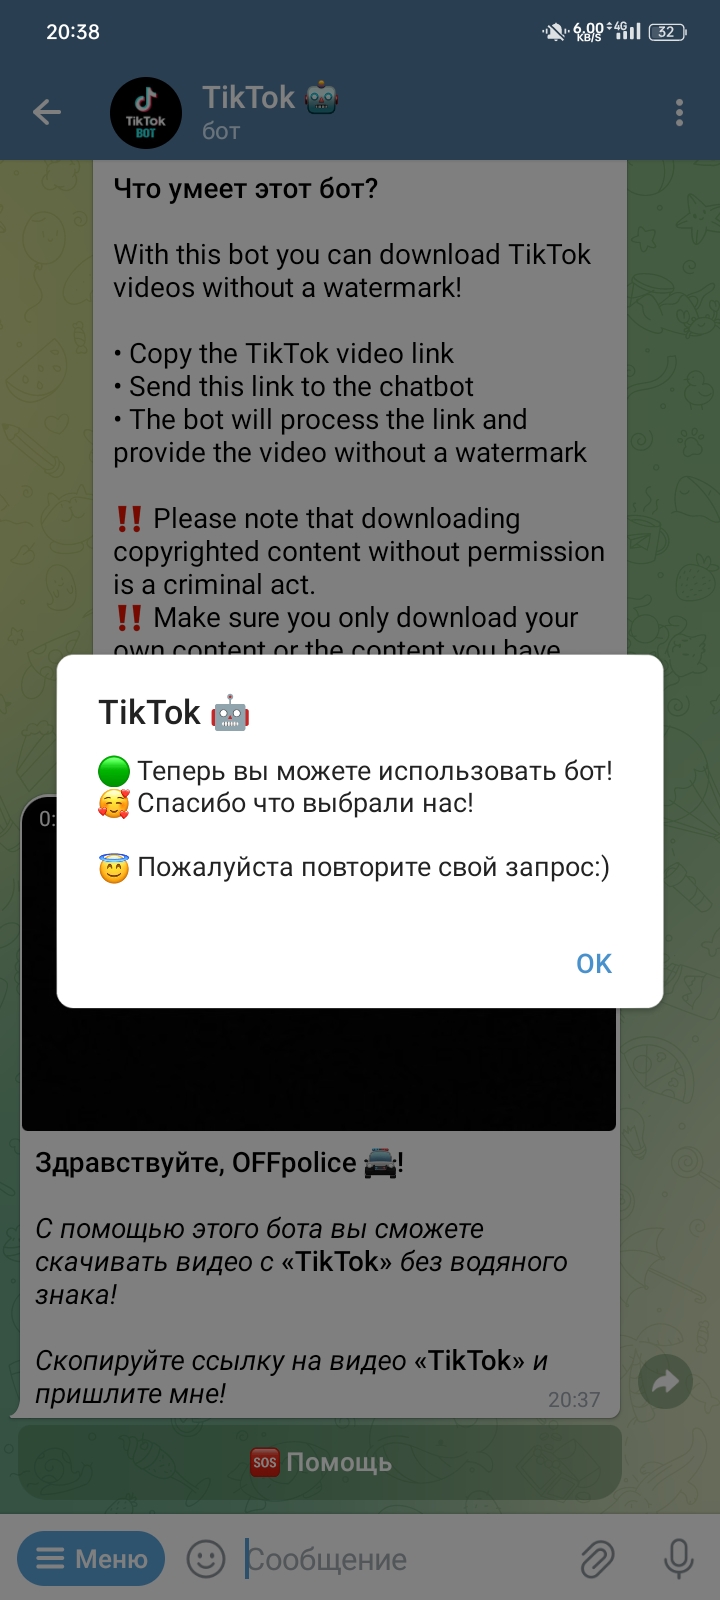 20:38
6,00
KB/S
4G
32
TikTok
TikTok
BOT
бот
Что умеет этот бот?
With this bot you can download TikTok
videos without a watermark!
• Copy the TikTok video link
• Send this link to the chatbot
• The bot will process the link and
provide the video without a watermark
‼️ Please note that downloading
copyrighted content without permission
is a criminal act.
‼️ Make sure you only download your
own content or the content you have
TikTok 🤖
🟢 Теперь вы можете использовать бот!
🥰 Спасибо что выбрали нас!
😇 Пожалуйста повторите свой запрос:)
OK
0:
Здравствуйте, OFFpolice 🚔!
С помощью этого бота вы сможете
скачивать видео с «TikTok» без водяного
знака!
Скопируйте ссылку на видео «TikTok» и
пришлите мне!
20:37
🆘 Помощь
Меню
Сообщение